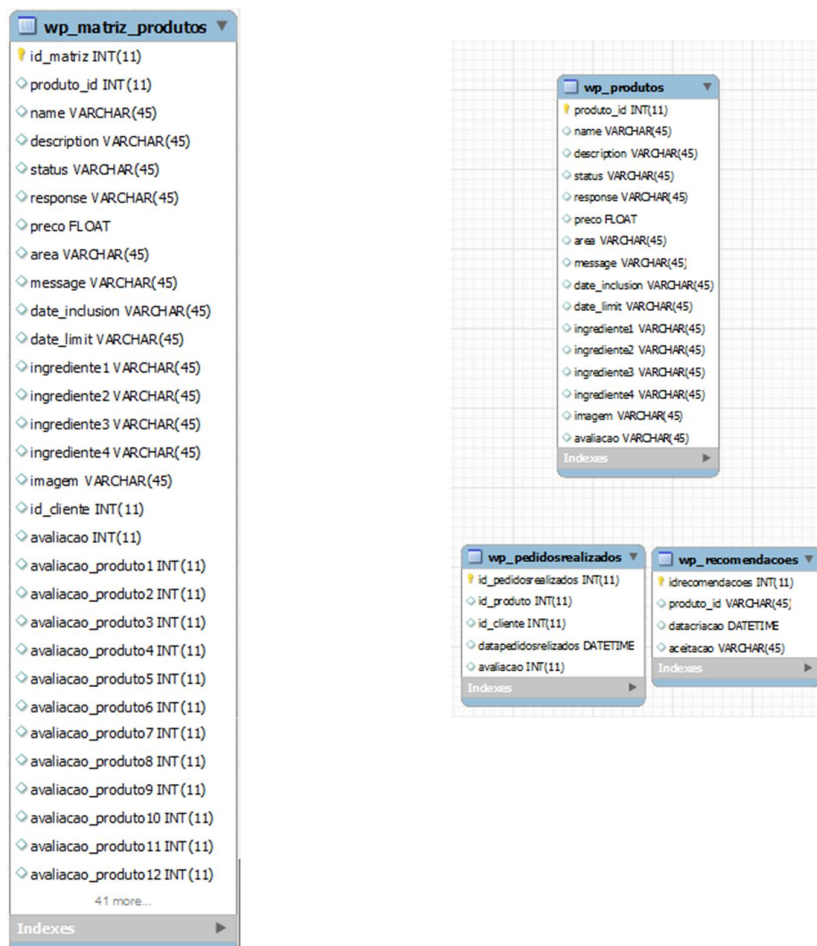 wp_matriz_produtos
id_matriz INT(11)
produto_id INT(11)
name VARCHAR(45)
description VARCHAR(45)
status VARCHAR(45)
response VARCHAR(45)
preco FLOAT
area VARCHAR(45)
message VARCHAR(45)
date_inclusion VARCHAR(45)
date_limit VARCHAR(45)
ingrediente1 VARCHAR(45)
ingrediente2 VARCHAR(45)
ingrediente3 VARCHAR(45)
ingrediente4 VARCHAR(45)
imagem VARCHAR(45)
id_cliente INT(11)
avaliacao INT(11)
avaliacao_produto1 INT(11)
avaliacao_produto2 INT(11)
avaliacao_produto3 INT(11)
avaliacao_produto4 INT(11)
avaliacao_produto5 INT(11)
avaliacao_produto6 INT(11)
avaliacao_produto7 INT(11)
avaliacao_produto8 INT(11)
avaliacao_produto9 INT(11)
avaliacao_produto10 INT(11)
avaliacao_produto11 INT(11)
avaliacao_produto12 INT(11)
41 more...
Indexes
wp_produtos
produto_id INT(11)
name VARCHAR(45)
description VARCHAR(45)
status VARCHAR(45)
response VARCHAR(45)
preco FLOAT
area VARCHAR(45)
message VARCHAR(45)
date_inclusion VARCHAR(45)
date_limit VARCHAR(45)
ingrediente1 VARCHAR(45)
ingrediente2 VARCHAR(45)
ingrediente3 VARCHAR(45)
ingrediente4 VARCHAR(45)
imagem VARCHAR(45)
avaliacao VARCHAR(45)
Indexes
wp_pedidosrealizados
id_pedidosrealizados INT(11)
id_produto INT(11)
id_cliente INT(11)
datapedidosrelizados DATETIME
avaliacao INT(11)
Indexes
wp_recomendacoes
idrecomendacoes INT(11)
produto_id VARCHAR(45)
datacriacao DATETIME
aceitacao VARCHAR(45)
Indexes